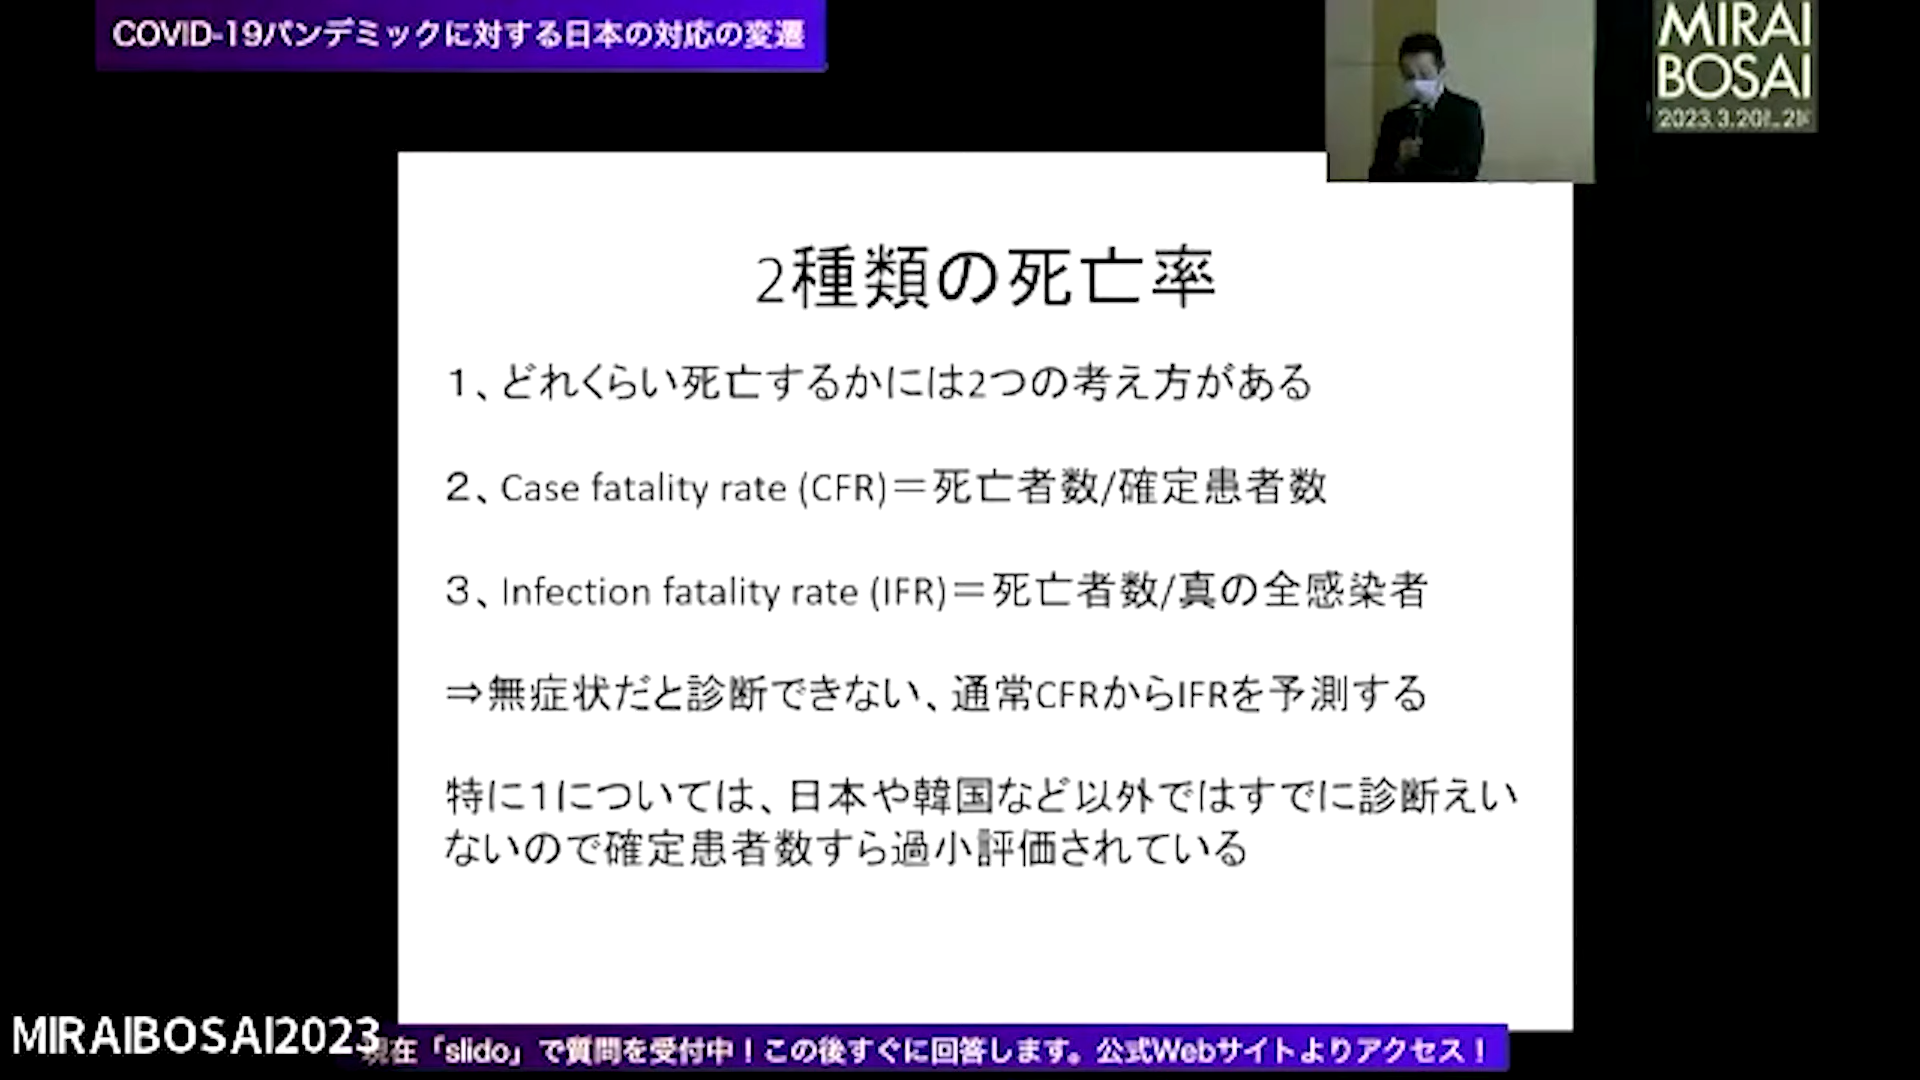 COVID-19パンデミックに対する日本の対応の変遷
MIRAI
BOSAI
2023.3.20
2種類の死亡率
１、どれくらい死亡するかには2つの考え方がある
２、Case fatality rate (CFR)＝死亡者数/確定患者数
３、Infection fatality rate (IFR)＝死亡者数/真の全感染者
⇒無症状だと診断できない、通常CFRからIFRを予測する
特に１については、日本や韓国など以外ではすでに診断えい
ないので確定患者数すら過小評価されている
MIRAIBOSAI2023
現在「slido」で質問を受付中！この後すぐに回答します。公式Webサイトよりアクセス！